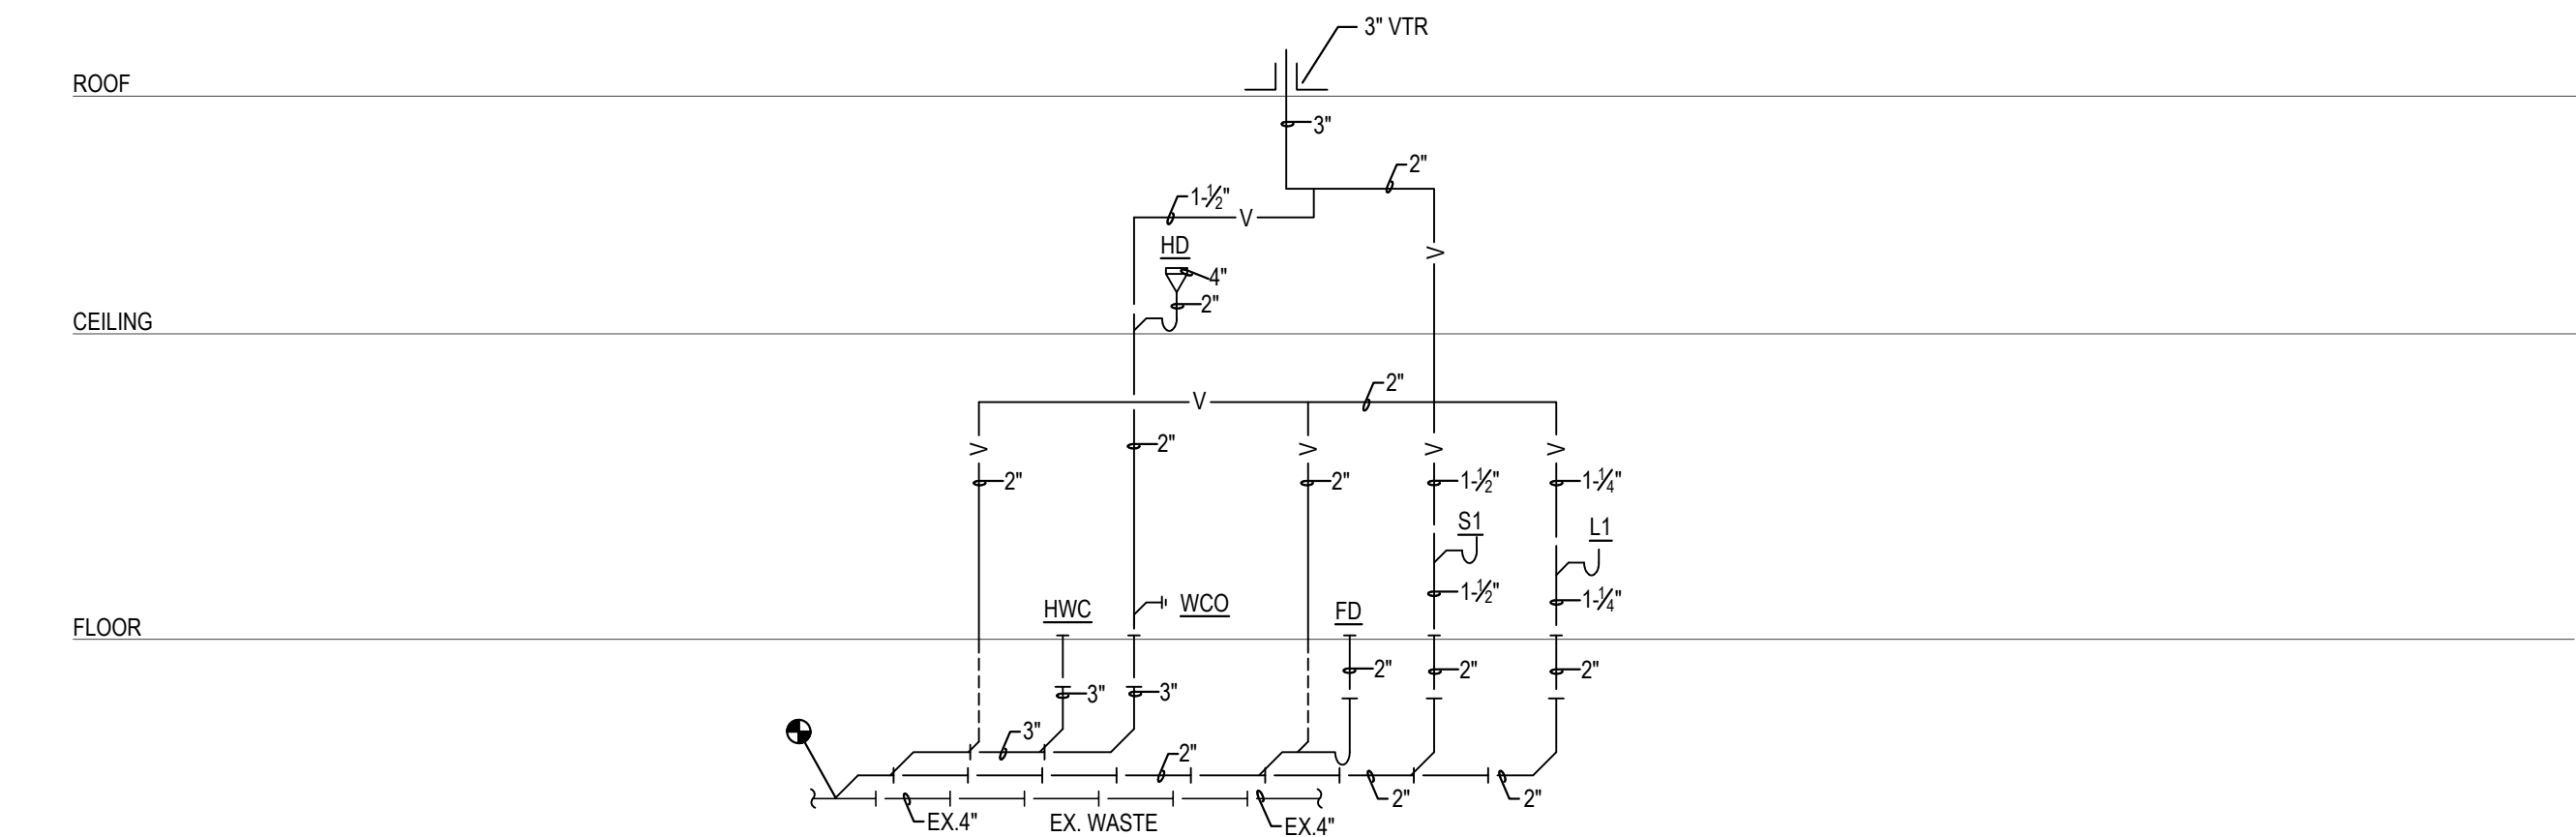 3" VTR
ROOF
3"
2"
1-½"
V
HD
V
4"
2"
CEILING
2"
V
2"
V
V
V
V
2"
2"
1-½"
1-¼"
S1
L1
1-½"
1-¼"
HWC
WCO
FD
FLOOR
2"
2"
2"
3"
3"
3"
2"
2"
2"
EX.4"
EX. WASTE
EX.4"